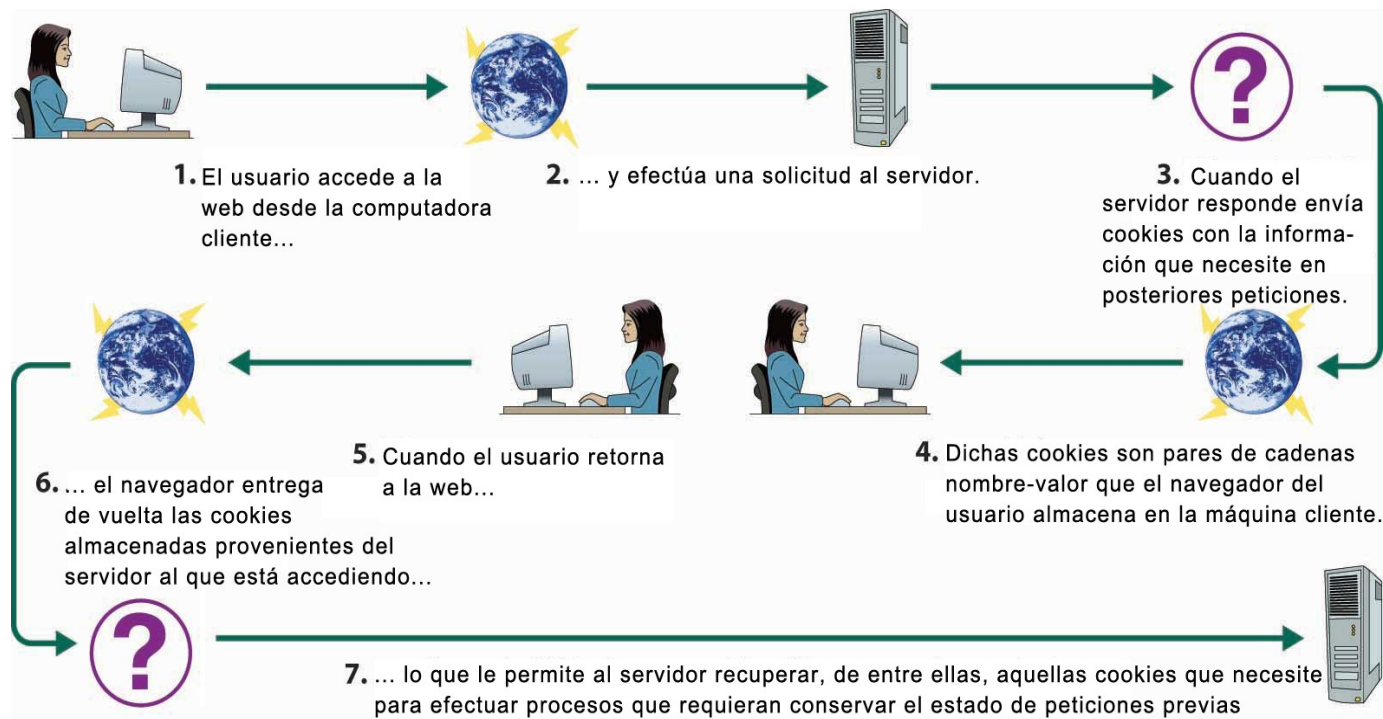 1. El usuario accede a la
web desde la computadora
cliente...
2. ... y efectúa una solicitud al servidor.
3. Cuando el
servidor responde envía
cookies con la informa-
ción que necesite en
posteriores peticiones.
4. Dichas cookies son pares de cadenas
nombre-valor que el navegador del
usuario almacena en la máquina cliente.
5. Cuando el usuario retorna
a la web...
6. ... el navegador entrega
de vuelta las cookies
almacenadas provenientes del
servidor al que está accediendo...
?
?
7. ... lo que le permite al servidor recuperar, de entre ellas, aquellas cookies que necesite
para efectuar procesos que requieran conservar el estado de peticiones previas